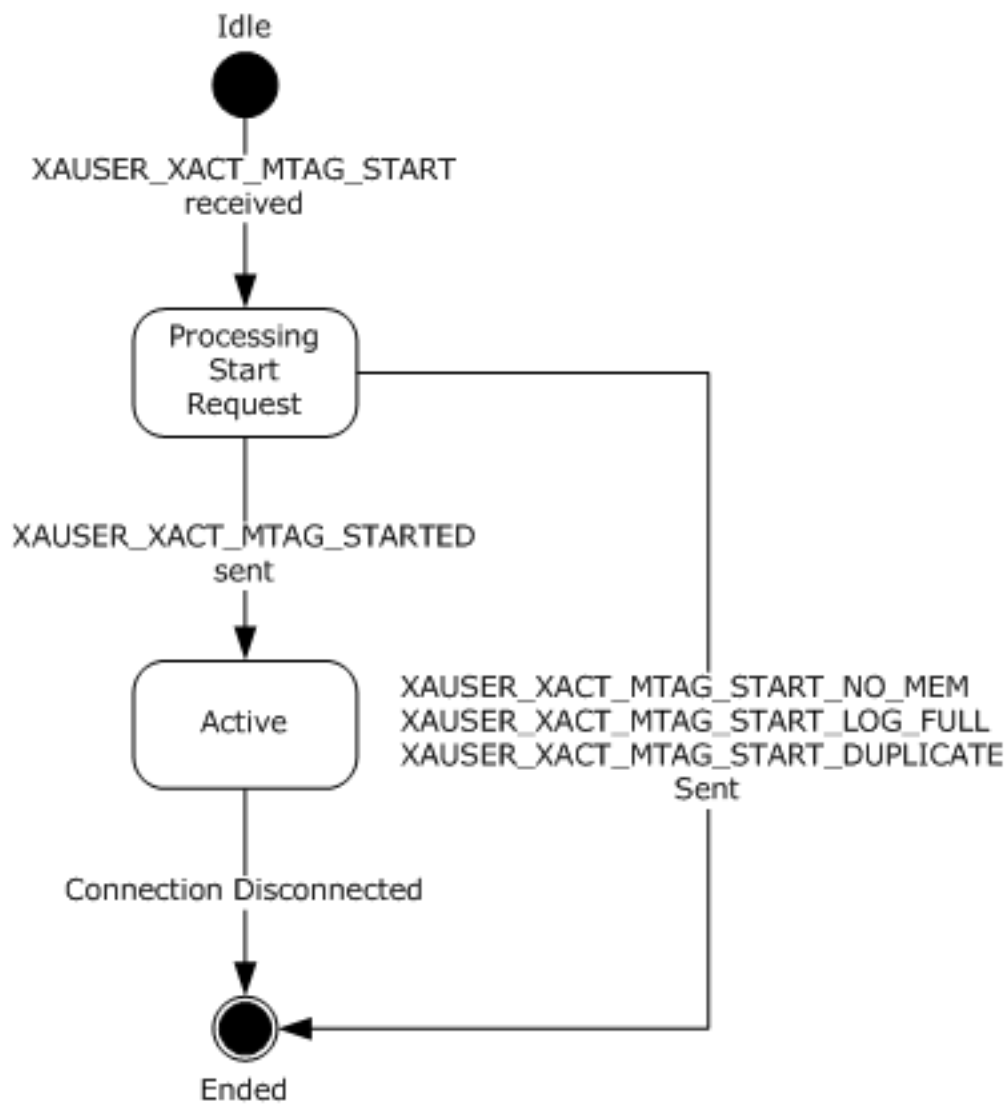 Idle
XAUSER_XACT_MTAG_START
received
Processing
Start
Request
XAUSER_XACT_MTAG_STARTED
sent
Active
XAUSER_XACT_MTAG_START_NO_MEM
XAUSER_XACT_MTAG_START_LOG_FULL
XAUSER_XACT_MTAG_START_DUPLICATE
Sent
Connection Disconnected
Ended